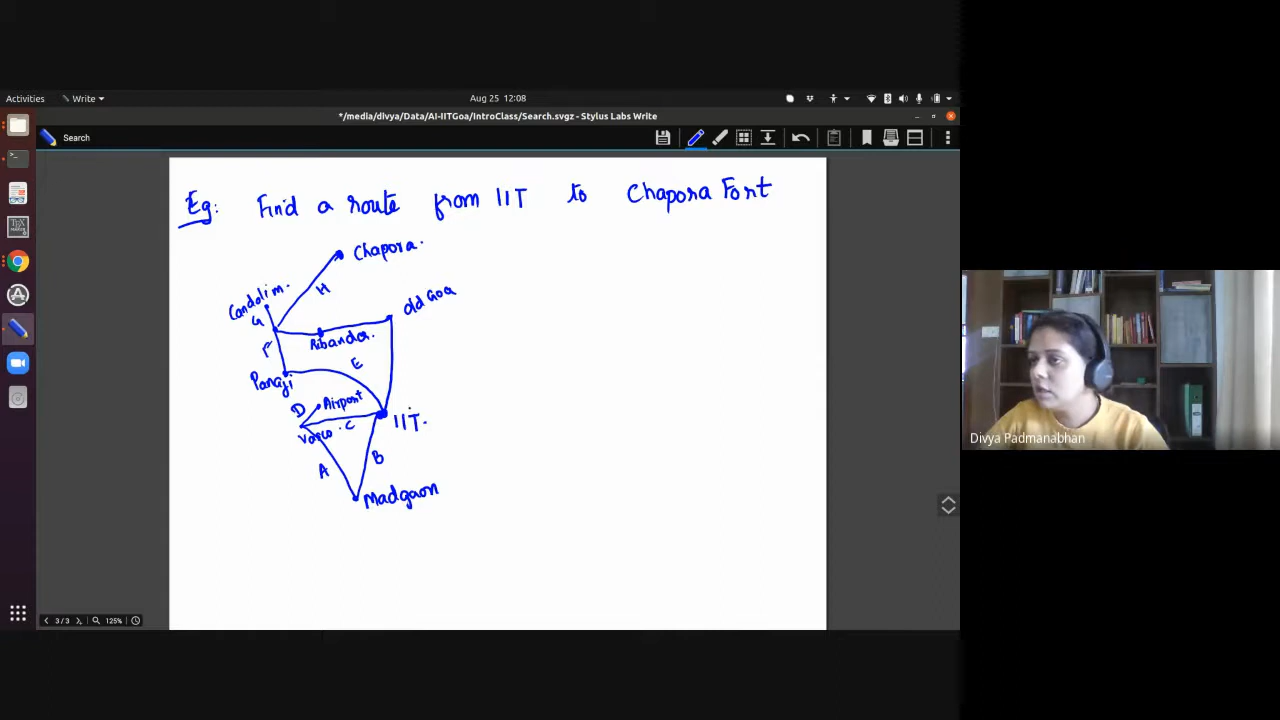 Activities
Write
Aug 25 12:08
*/media/divya/Data/AI-IITGoa/IntroClass/Search.svgz - Stylus Labs Write
Search
Eg: Find a route from IIT to Chapora Fort
Chapora.
H
Candolim.
G
old Goa
Ribandar.
F
E
Panaji
Airport
D
IIT.
Vasco
C
B
A
Madgaon
Divya Padmanabhan
3/3
125%